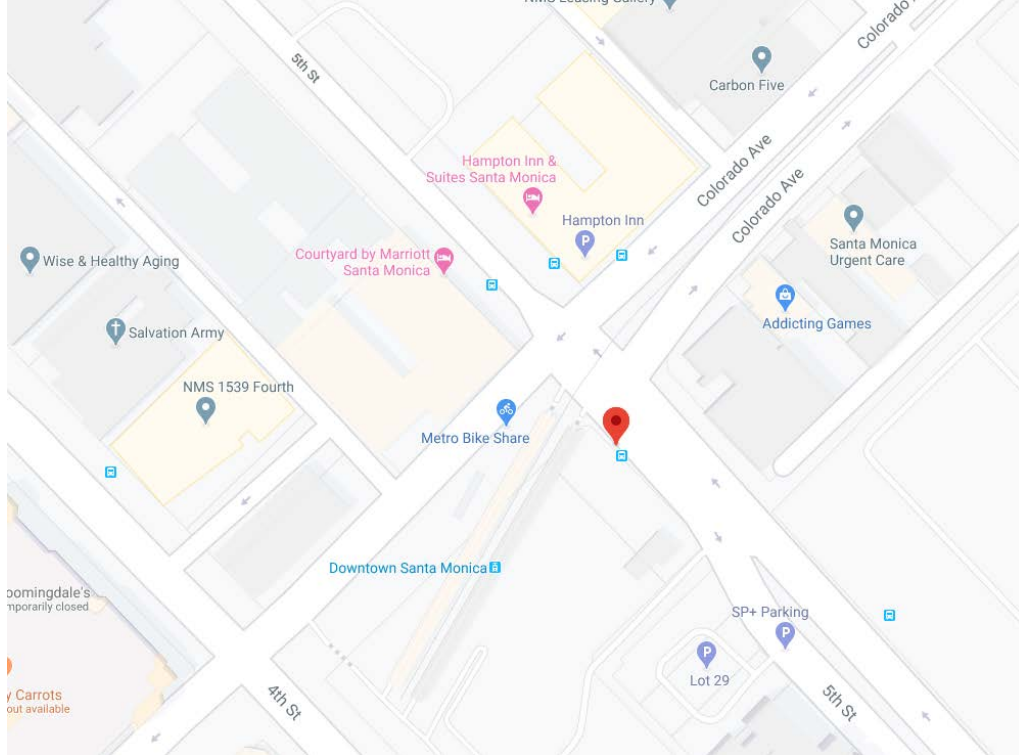 NMS Leasing Gallery
Colorado
5th St
Carbon Five
Hampton Inn &
Suites Santa Monica
Colorado Ave
Colorado Ave
Hampton Inn
P
Santa Monica
Urgent Care
Courtyard by Marriott
Santa Monica
Wise & Healthy Aging
Addicting Games
Salvation Army
NMS 1539 Fourth
Metro Bike Share
Downtown Santa Monica
oomingdale's
mporarily closed
SP+ Parking
P
P
Lot 29
y Carrots
out available
4th St
5th St